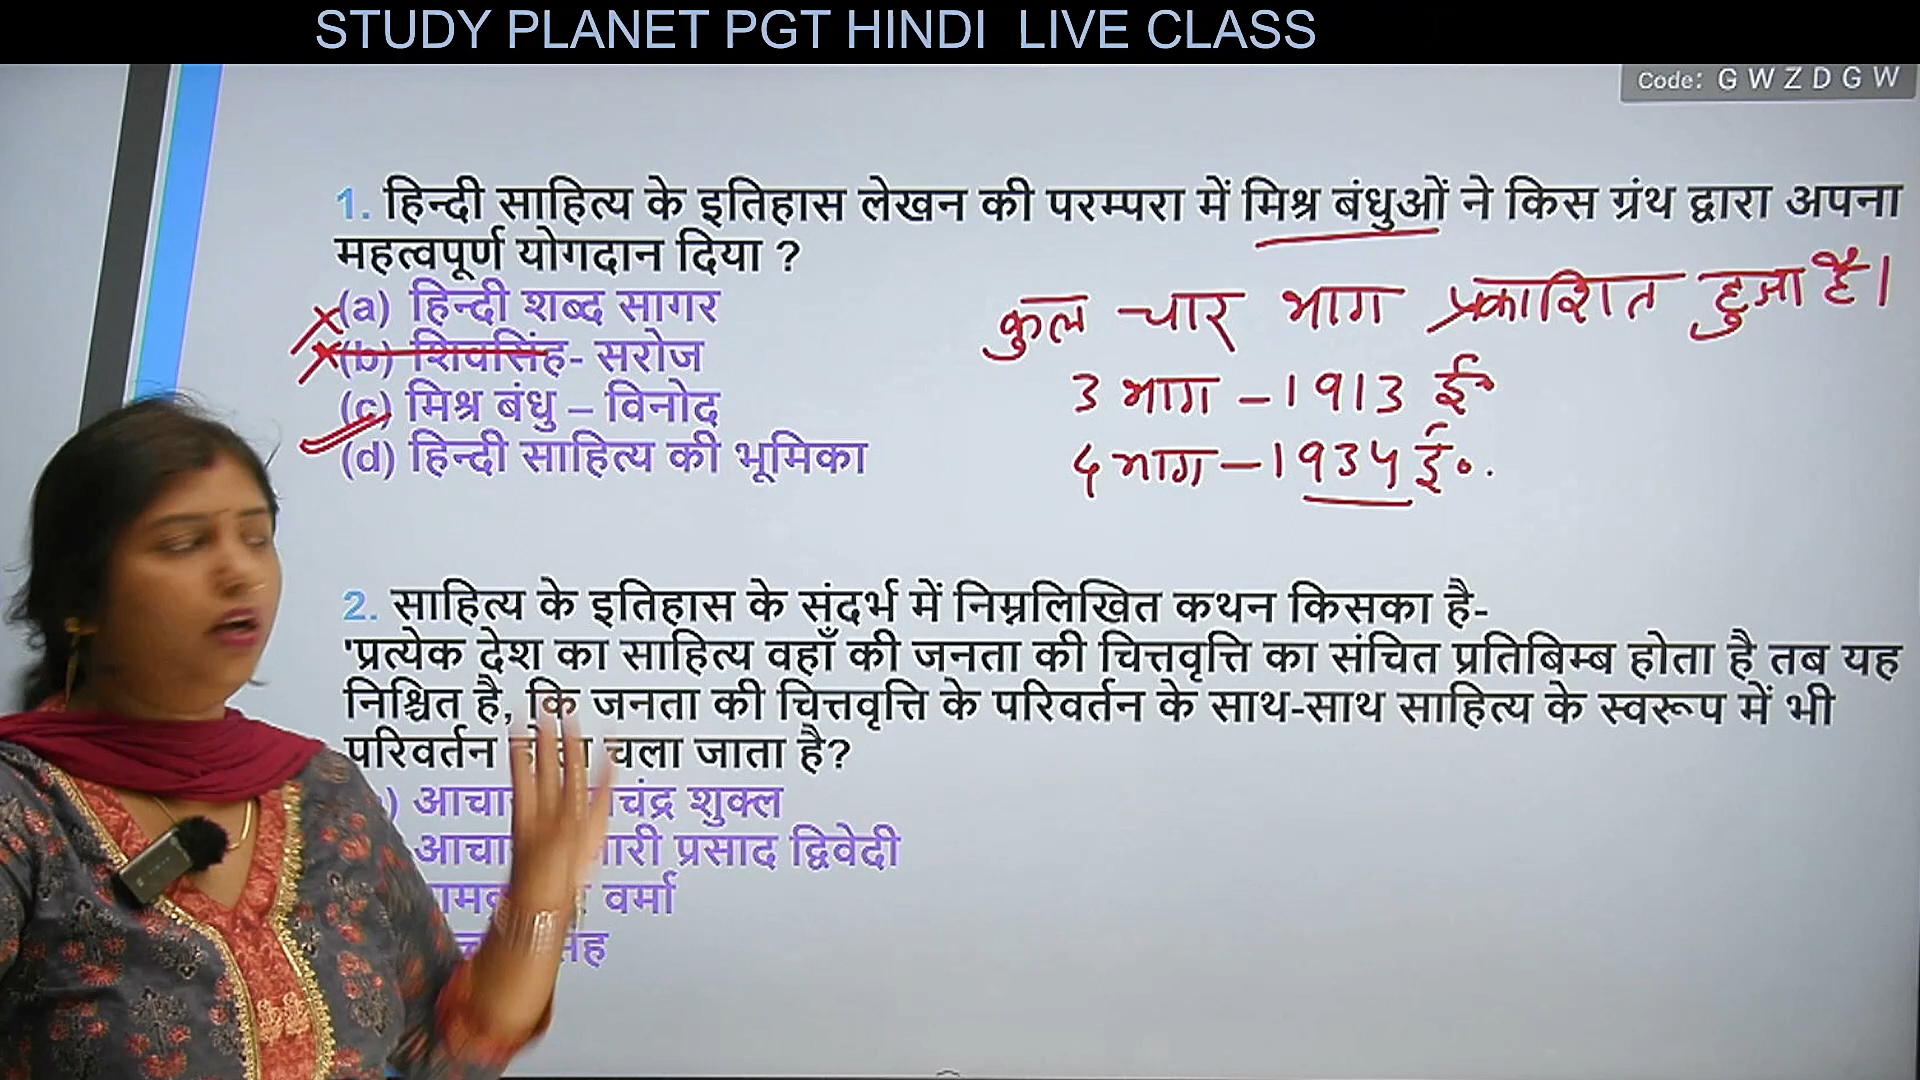 STUDY PLANET PGT HINDI LIVE CLASS
Code: G W Z D G W
1. हिन्दी साहित्य के इतिहास लेखन की परम्परा में मिश्र बंधुओं ने किस ग्रंथ द्वारा अपना
महत्वपूर्ण योगदान दिया ?
(a) हिन्दी शब्द सागर
(b) शिवसिंह- सरोज
(c) मिश्र बंधु – विनोद
(d) हिन्दी साहित्य की भूमिका
कुल चार भाग प्रकाशित हुआ है।
3 भाग – 1913 ई०
4 भाग – 1934 ई०.
2. साहित्य के इतिहास के संदर्भ में निम्नलिखित कथन किसका है-
'प्रत्येक देश का साहित्य वहाँ की जनता की चित्तवृत्ति का संचित प्रतिबिम्ब होता है तब यह
निश्चित है, कि जनता की चित्तवृत्ति के परिवर्तन के साथ-साथ साहित्य के स्वरूप में भी
परिवर्तन चला जाता है?
शुक्ल
प्रसाद द्विवेदी
वर्मा